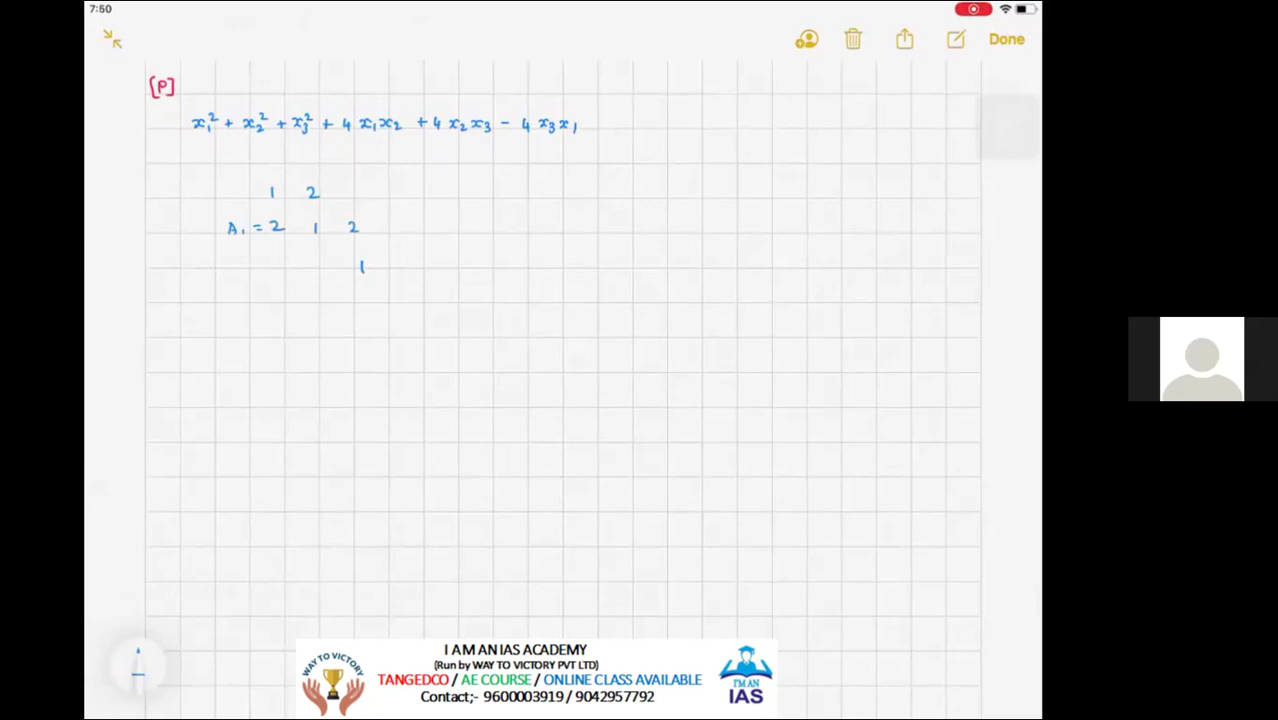 7:50
Done
[P]
x₁² + x₂² + x₃² + 4 x₁x₂ + 4 x₂x₃ - 4 x₃x₁
1 2
A₁ = 2 1 2
1
I AM AN IAS ACADEMY
(Run by WAY TO VICTORY PVT LTD)
TANGEDCO / AE COURSE / ONLINE CLASS AVAILABLE
Contact;- 9600003919 / 9042957792
WAY TO VICTORY
I'M AN
IAS